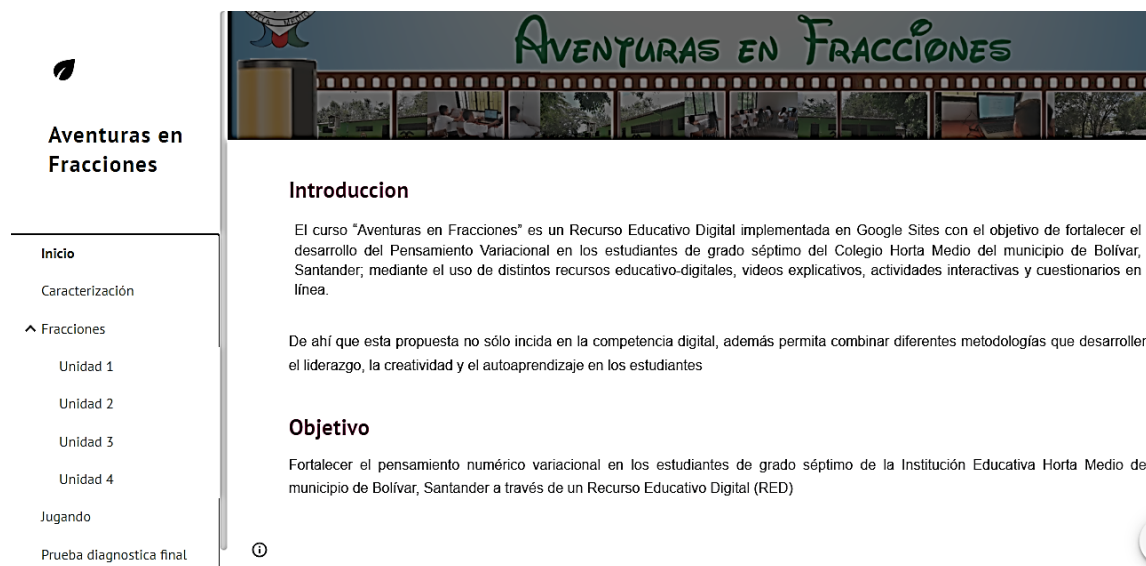 AVENTURAS EN FRACCIONES
Aventuras en
Fracciones
Inicio
Caracterización
Fracciones
Unidad 1
Unidad 2
Unidad 3
Unidad 4
Jugando
Prueba diagnostica final
Introduccion
El curso “Aventuras en Fracciones” es un Recurso Educativo Digital implementada en Google Sites con el objetivo de fortalecer el
desarrollo del Pensamiento Variacional en los estudiantes de grado séptimo del Colegio Horta Medio del municipio de Bolívar,
Santander; mediante el uso de distintos recursos educativo-digitales, videos explicativos, actividades interactivas y cuestionarios en
línea.
De ahí que esta propuesta no sólo incida en la competencia digital, además permita combinar diferentes metodologías que desarrollen
el liderazgo, la creatividad y el autoaprendizaje en los estudiantes
Objetivo
Fortalecer el pensamiento numérico variacional en los estudiantes de grado séptimo de la Institución Educativa Horta Medio de
municipio de Bolívar, Santander a través de un Recurso Educativo Digital (RED)